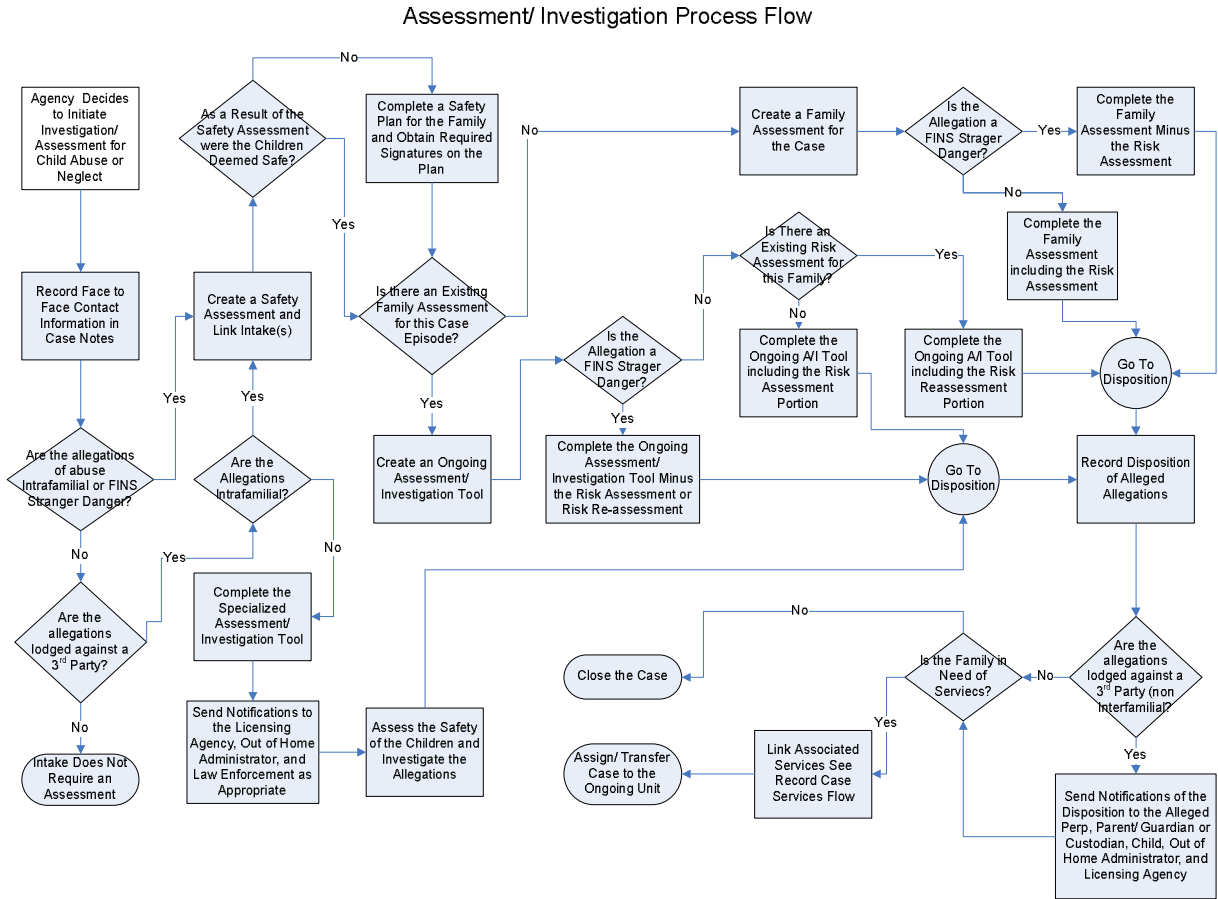 Assessment/ Investigation Process Flow
Agency Decides
to Initiate
Investigation/
Assessment for
Child Abuse or
Neglect
Record Face to
Face Contact
Information in
Case Notes
Are the allegations
of abuse
Intrafamilial or FINS
Stranger Danger?
Yes
No
Are the
allegations
lodged against a
3rd Party?
Yes
No
Intake Does Not
Require an
Assessment
As a Result of the
Safety Assessment
were the Children
Deemed Safe?
No
Yes
Create a Safety
Assessment and
Link Intake(s)
Yes
Are the
Allegations
Intrafamilial?
No
Complete the
Specialized
Assessment/
Investigation Tool
Send Notifications to
the Licensing
Agency, Out of Home
Administrator, and
Law Enforcement as
Appropriate
Assess the Safety
of the Children and
Investigate the
Allegations
Complete a Safety
Plan for the Family
and Obtain Required
Signatures on the
Plan
Is there an Existing
Family Assessment
for this Case
Episode?
No
Yes
Create an Ongoing
Assessment/
Investigation Tool
Is the
Allegation a
FINS Strager
Danger?
No
Yes
Complete the Ongoing
Assessment/
Investigation Tool Minus
the Risk Assessment or
Risk Re-assessment
Create a Family
Assessment for
the Case
Is the
Allegation a
FINS Strager
Danger?
Yes
No
Complete the
Family
Assessment Minus
the Risk
Assessment
Complete the
Family
Assessment
including the Risk
Assessment
Is There an
Existing Risk
Assessment for
this Family?
Yes
No
Complete the
Ongoing A/I Tool
including the Risk
Assessment
Portion
Complete the
Ongoing A/I Tool
including the Risk
Reassessment
Portion
Go To
Disposition
Go To
Disposition
Record Disposition
of Alleged
Allegations
Are the
allegations
lodged against a
3rd Party (non
Interfamilial?
No
Yes
Send Notifications of the
Disposition to the Alleged
Perp, Parent/ Guardian or
Custodian, Child, Out of
Home Administrator, and
Licensing Agency
Is the Family in
Need of
Serviecs?
No
Yes
Close the Case
Link Associated
Services See
Record Case
Services Flow
Assign/ Transfer
Case to the
Ongoing Unit